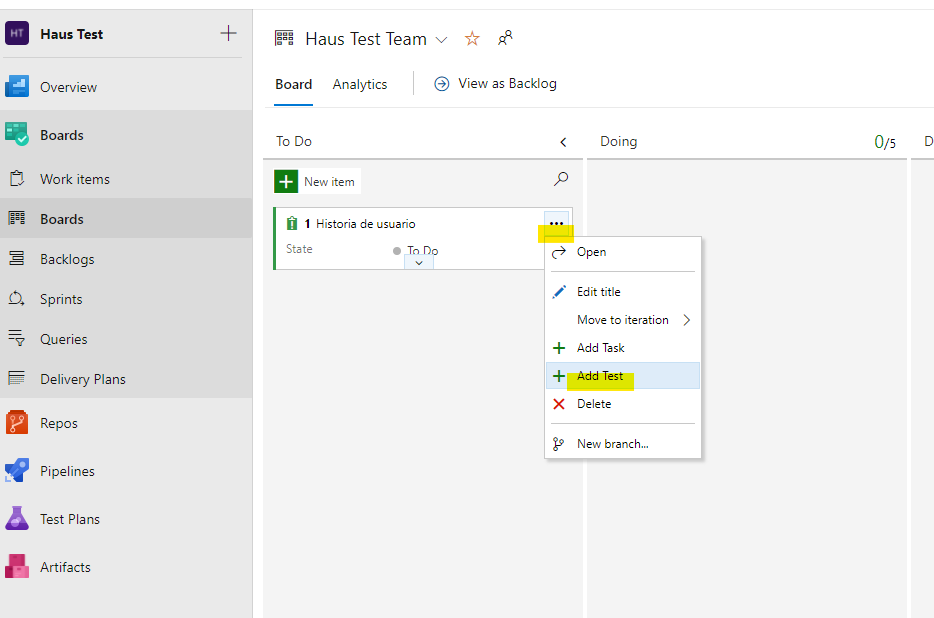 HT Haus Test
Overview
Boards
Work items
Boards
Backlogs
Sprints
Queries
Delivery Plans
Repos
Pipelines
Test Plans
Artifacts
Haus Test Team
Board Analytics View as Backlog
To Do
Doing 0/5
D
New item
1 Historia de usuario
State To Do
Open
Edit title
Move to iteration
Add Task
Add Test
Delete
New branch...